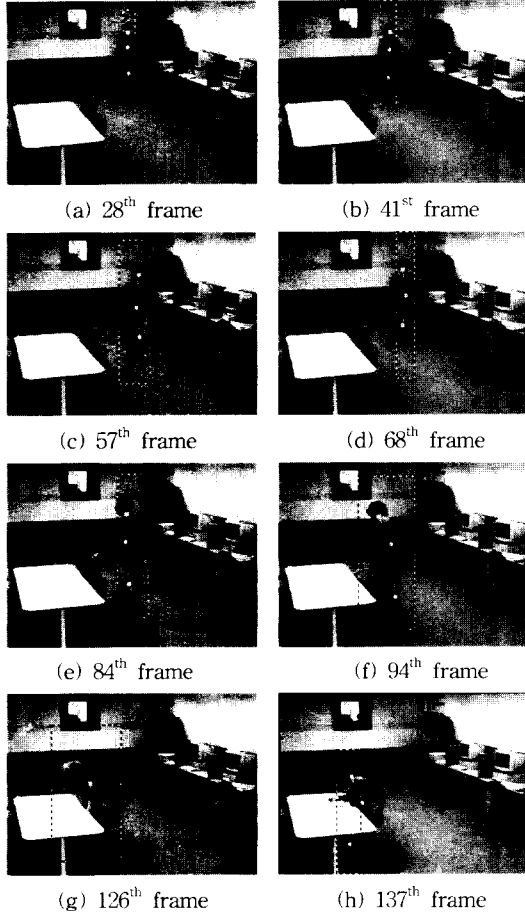 (a) 28th frame
(b) 41st frame
(c) 57th frame
(d) 68th frame
(e) 84th frame
(f) 94th frame
(g) 126th frame
(h) 137th frame